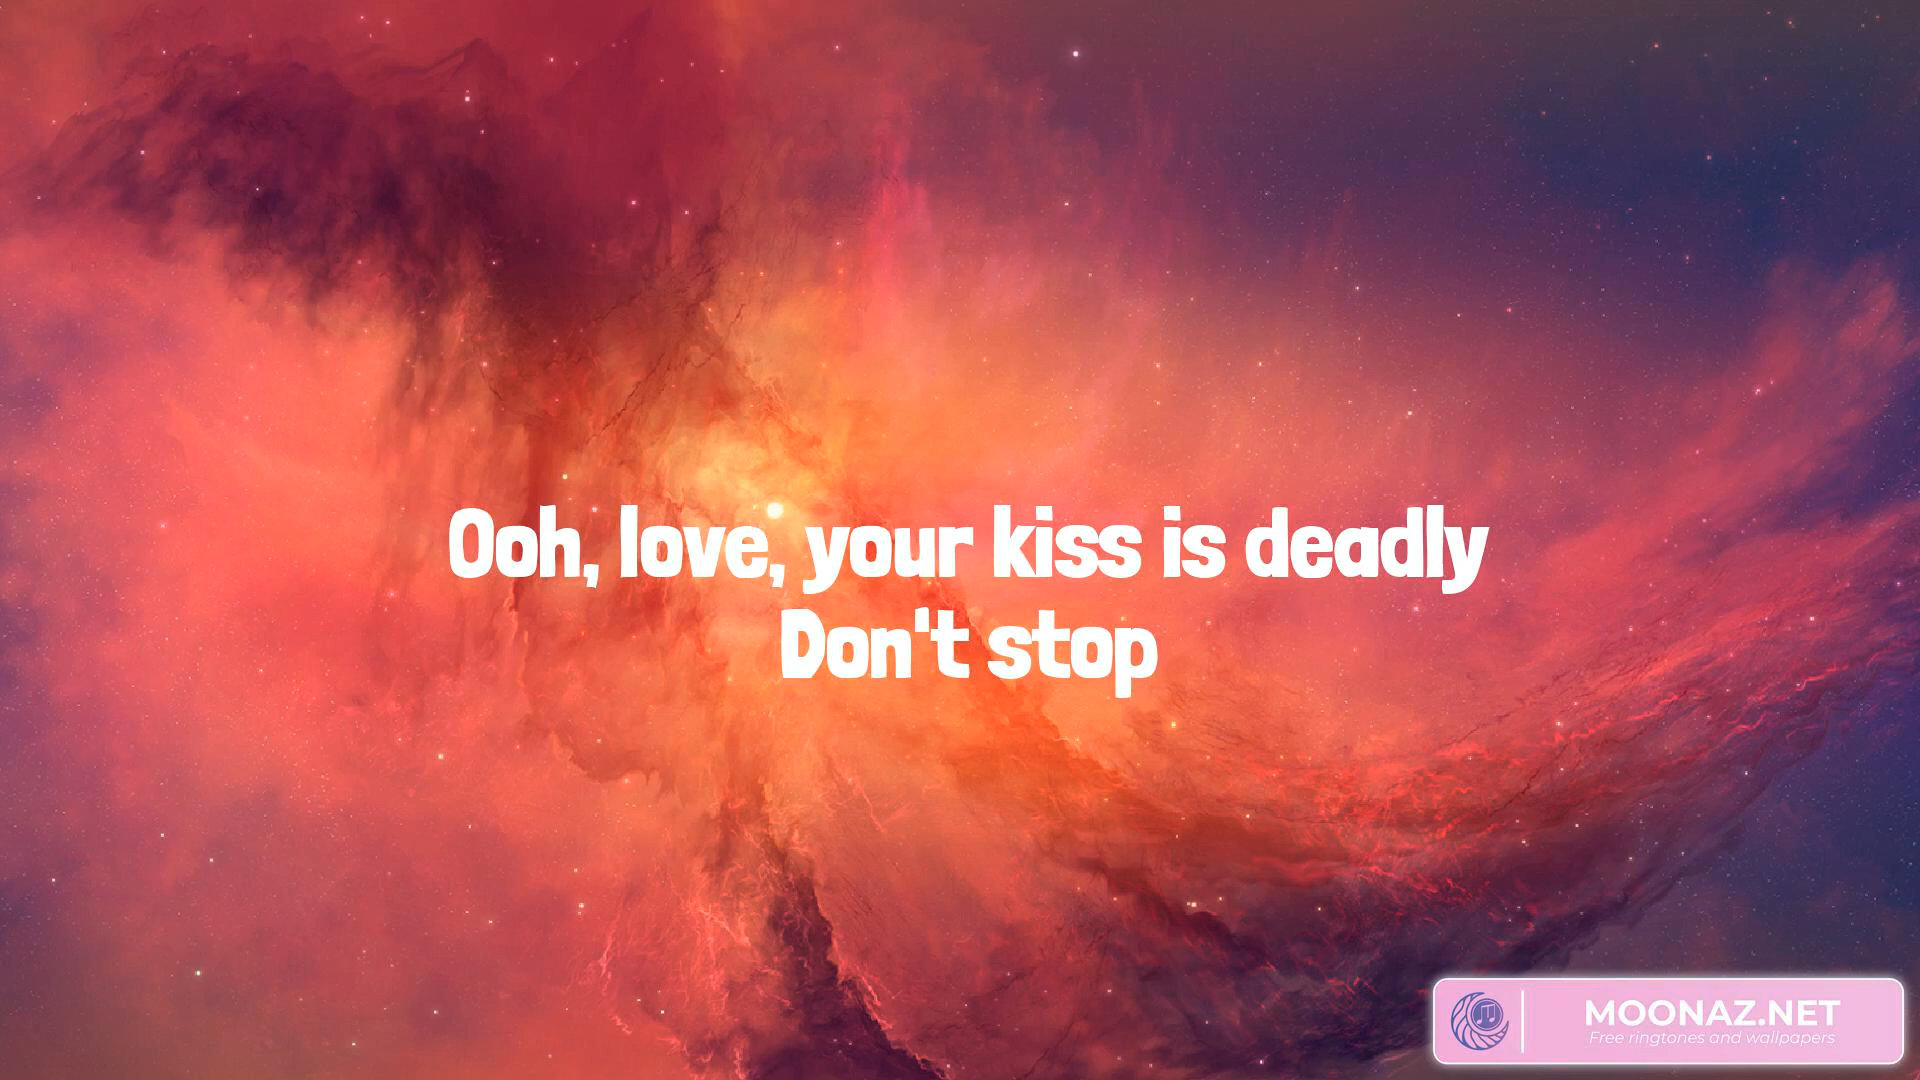 Ooh, love, your kiss is deadly
Don't stop
MOONAZ.NET
Free ringtones and wallpapers